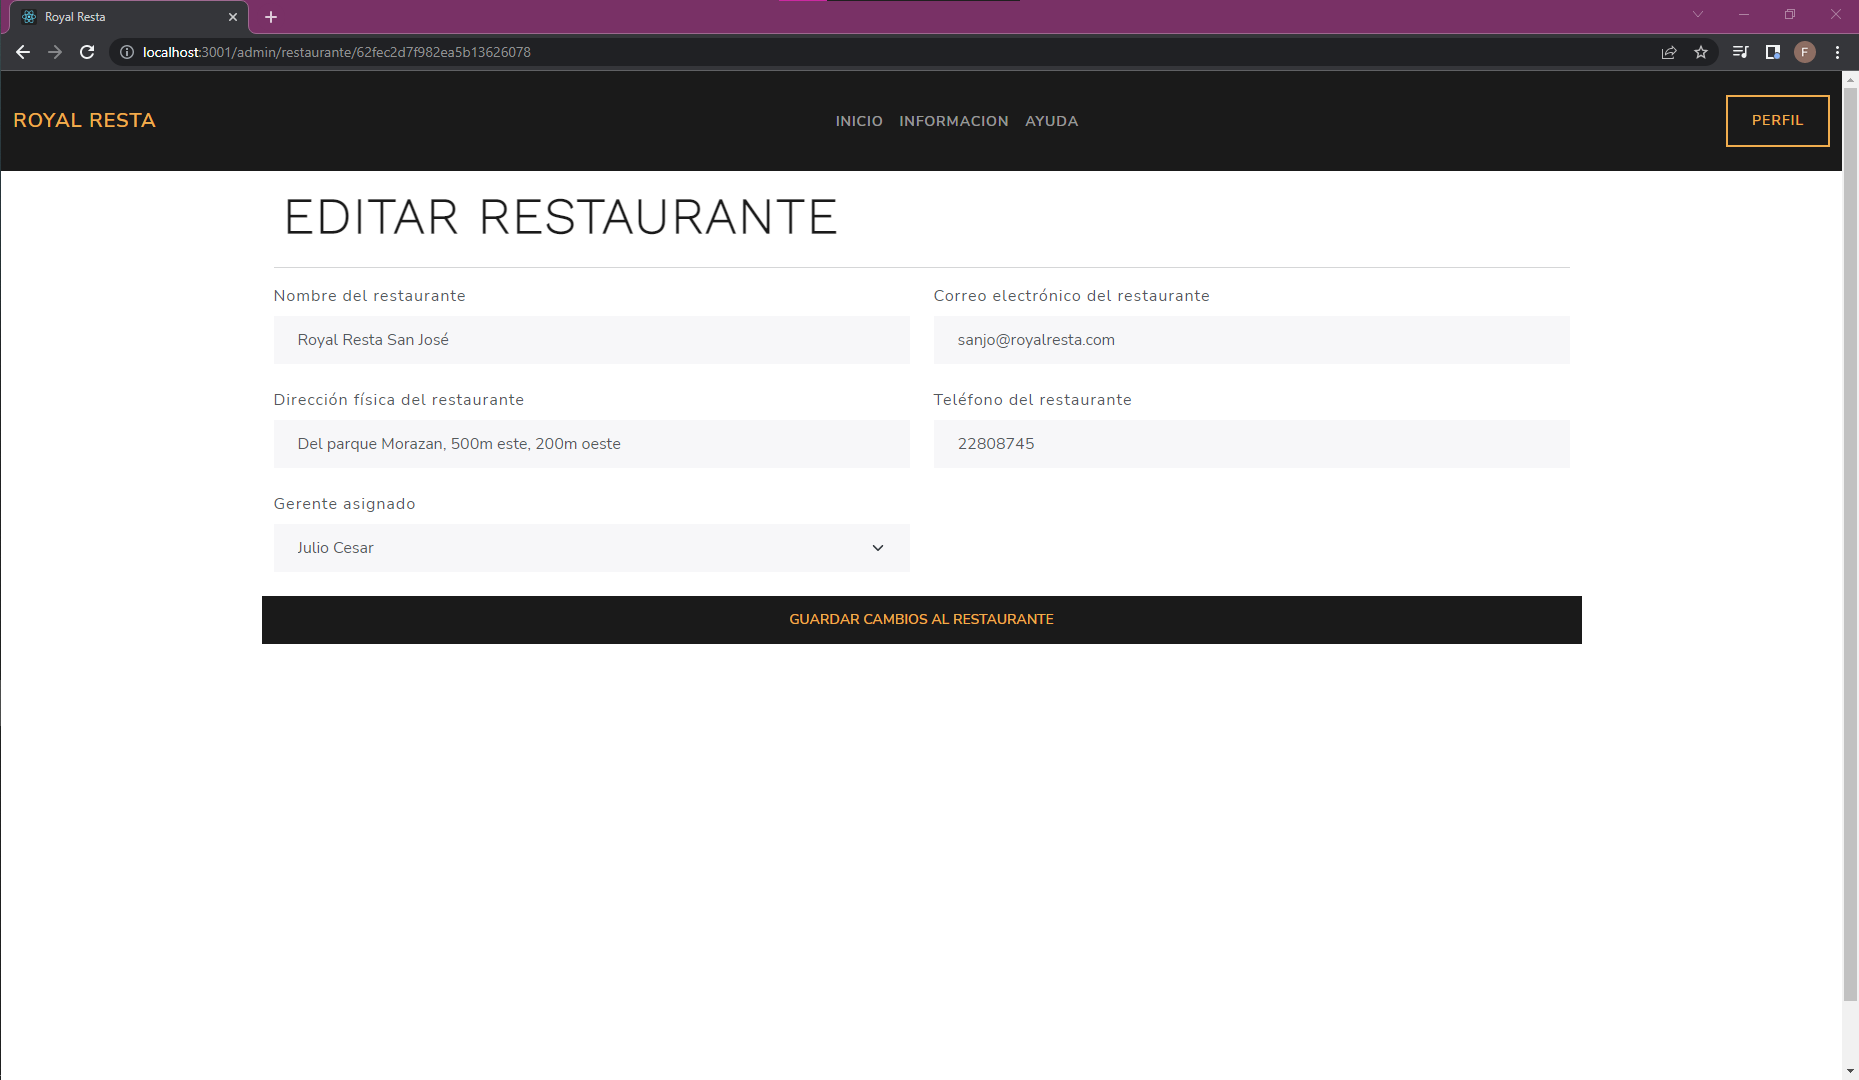 Royal Resta
localhost:3001/admin/restaurante/62fec2d7f982ea5b13626078
F
ROYAL RESTA
INICIO INFORMACION AYUDA
PERFIL
EDITAR RESTAURANTE
Nombre del restaurante
Royal Resta San José
Correo electrónico del restaurante
sanjo@royalresta.com
Dirección física del restaurante
Del parque Morazan, 500m este, 200m oeste
Teléfono del restaurante
22808745
Gerente asignado
Julio Cesar
GUARDAR CAMBIOS AL RESTAURANTE